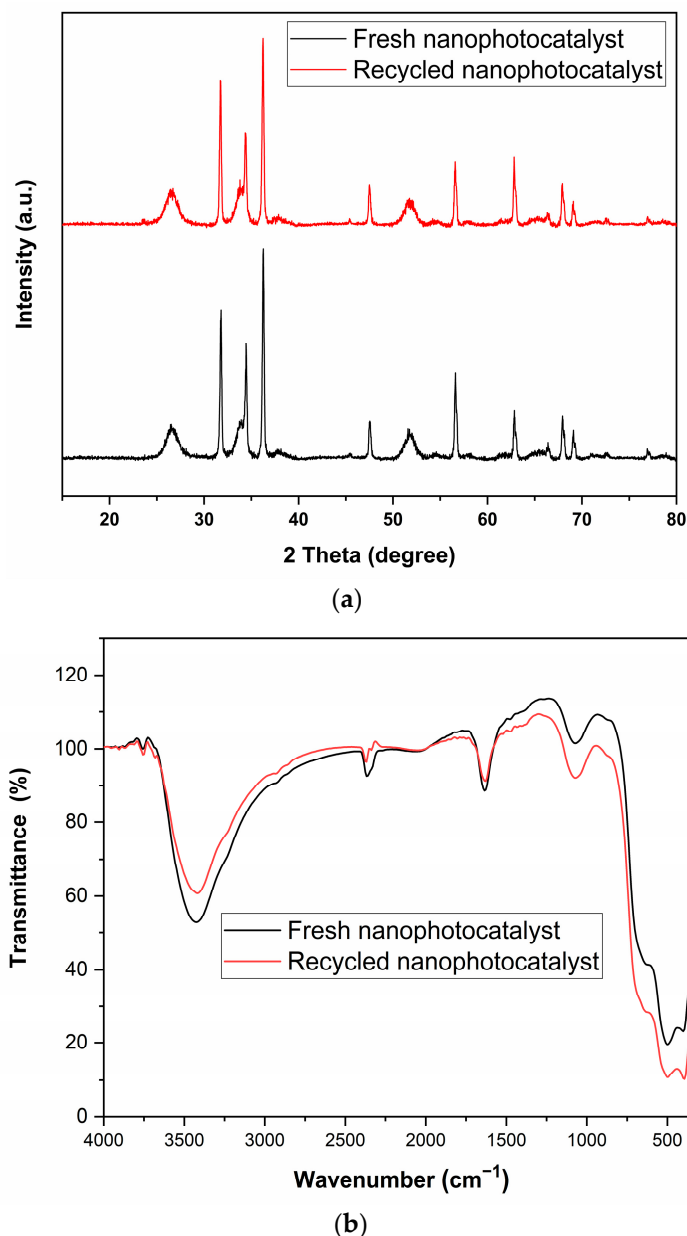 Fresh nanophotocatalyst
Recycled nanophotocatalyst
Intensity (a.u.)
20 30 40 50 60 70 80
2 Theta (degree)
(a)
120
100
80
60
40
20
0
Transmittance (%)
Fresh nanophotocatalyst
Recycled nanophotocatalyst
4000 3500 3000 2500 2000 1500 1000 500
Wavenumber (cm⁻¹)
(b)